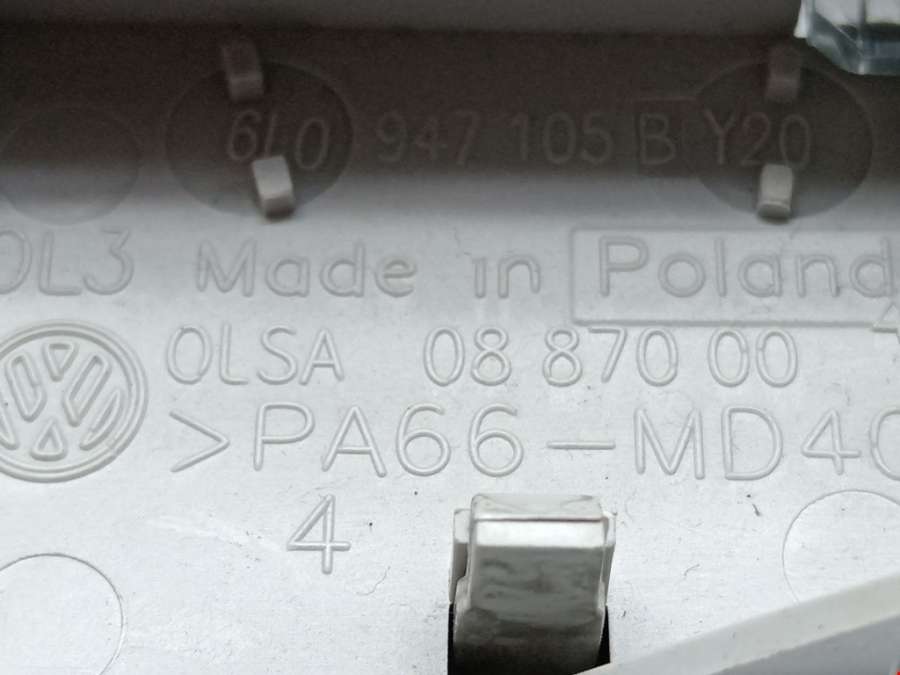 6L0 947 105 B Y20
0L3 Made in Poland
OLSA 08 870 00
>PA66-MD40
4